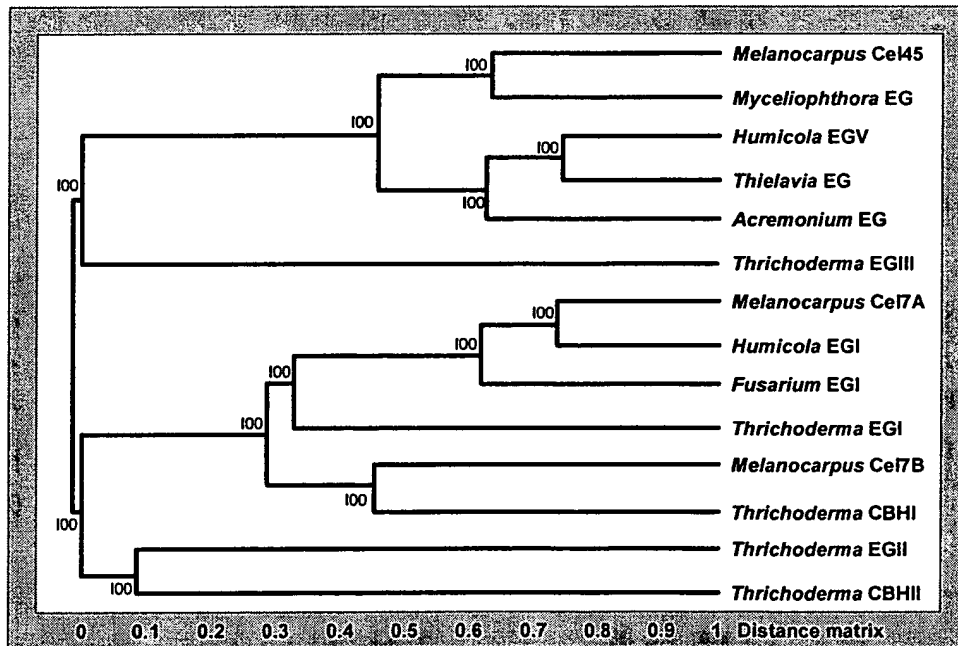 Melanocarpus Cel45
100
Myceliophthora EG
100
Humicola EGV
100
Thielavia EG
100
100
Acremonium EG
100
Thrichoderma EGIII
Melanocarpus Cel7A
100
Humicola EGI
100
Fusarium EGI
100
Thrichoderma EGI
100
Melanocarpus Cel7B
100
Thrichoderma CBHI
100
Thrichoderma EGII
100
Thrichoderma CBHII
0 0.1 0.2 0.3 0.4 0.5 0.6 0.7 0.8 0.9 1 Distance matrix